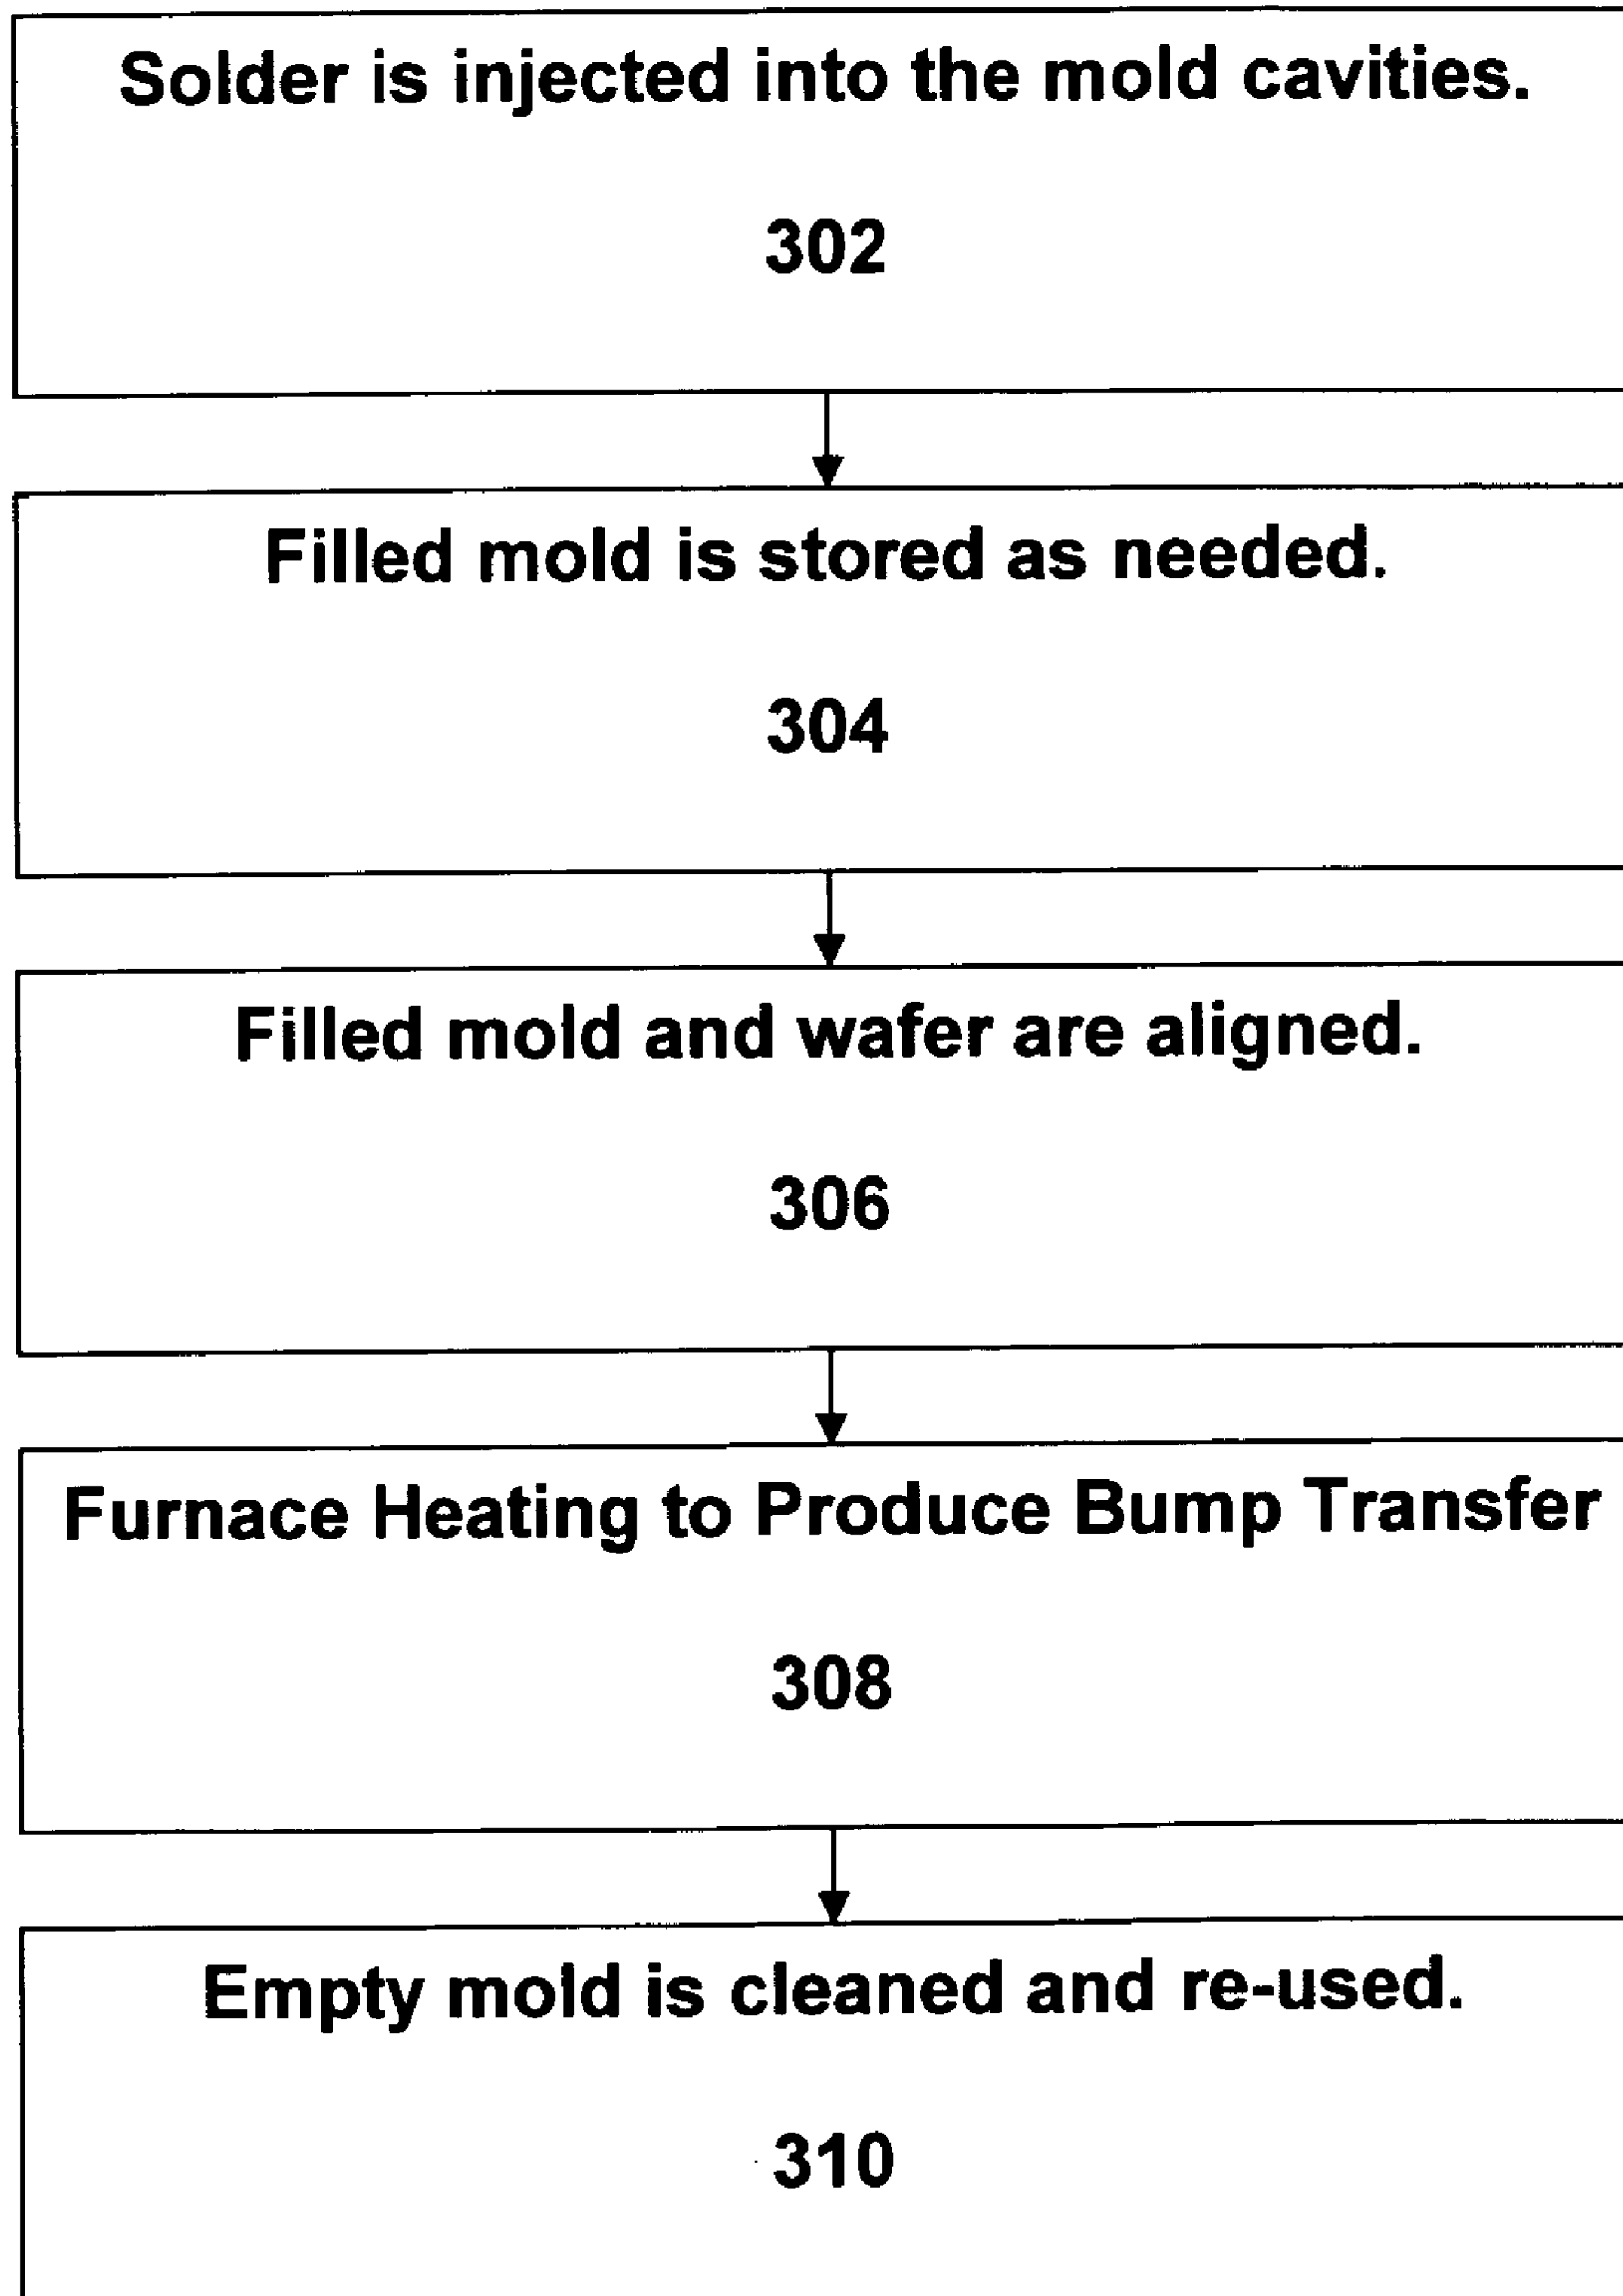 Solder is injected into the mold cavities.
302
Filled mold is stored as needed.
304
Filled mold and wafer are aligned.
306
Furnace Heating to Produce Bump Transfer
308
Empty mold is cleaned and re-used.
310